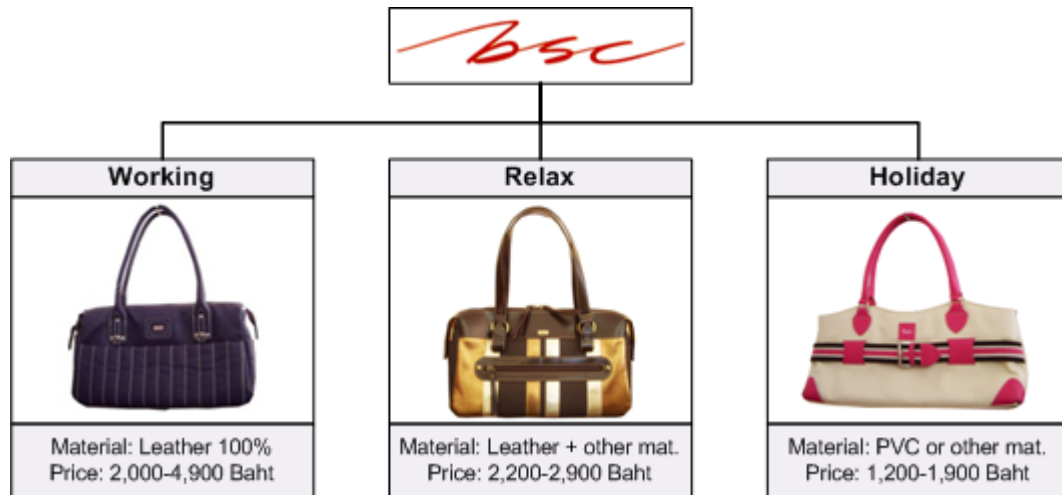 bsc
Working
Relax
Holiday
Material: Leather 100%
Price: 2,000-4,900 Baht
Material: Leather + other mat.
Price: 2,200-2,900 Baht
Material: PVC or other mat.
Price: 1,200-1,900 Baht